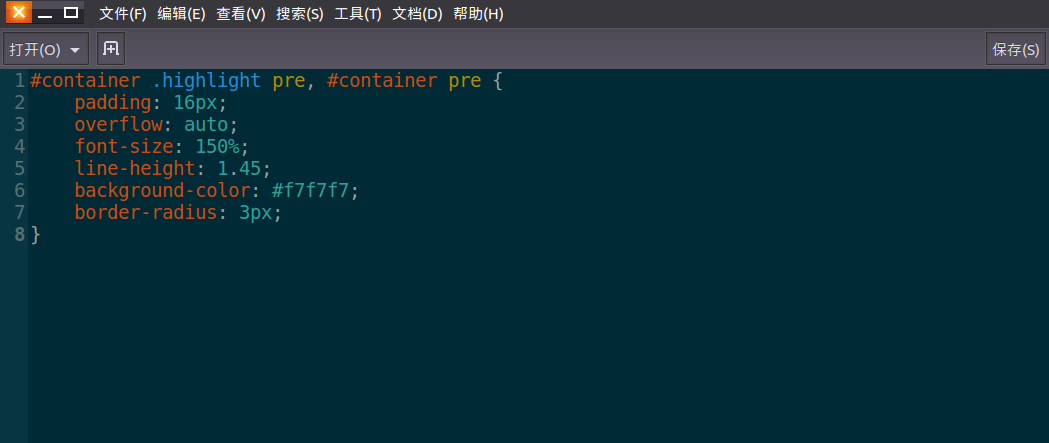 文件(F) 编辑(E) 查看(V) 搜索(S) 工具(T) 文档(D) 帮助(H)
打开(O) 保存(S)
1 #container .highlight pre, #container pre {
2     padding: 16px;
3     overflow: auto;
4     font-size: 150%;
5     line-height: 1.45;
6     background-color: #f7f7f7;
7     border-radius: 3px;
8 }